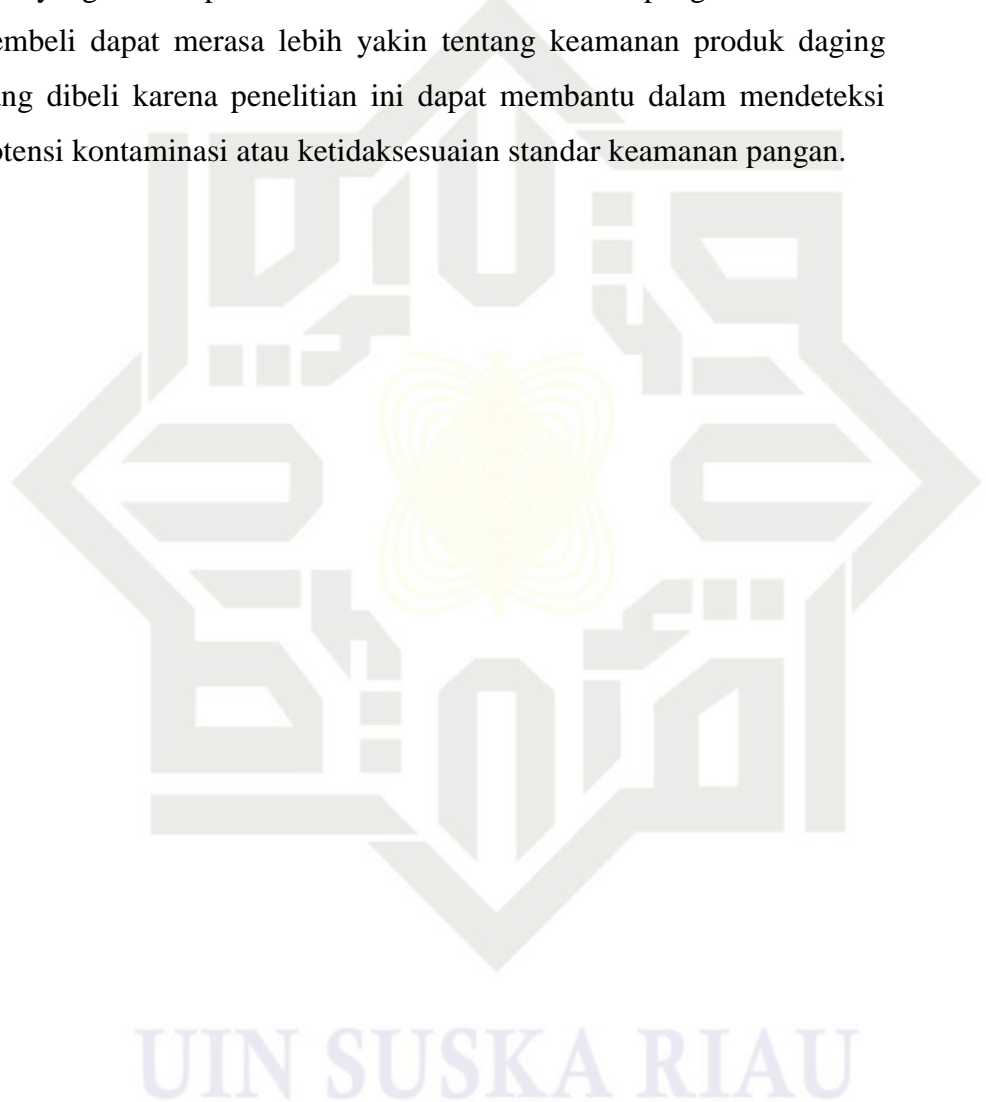 embeli dapat merasa lebih yakin tentang keamanan produk daging
ng dibeli karena penelitian ini dapat membantu dalam mendeteksi
otensi kontaminasi atau ketidaksesuaian standar keamanan pangan.
UIN SUSKA RIAU